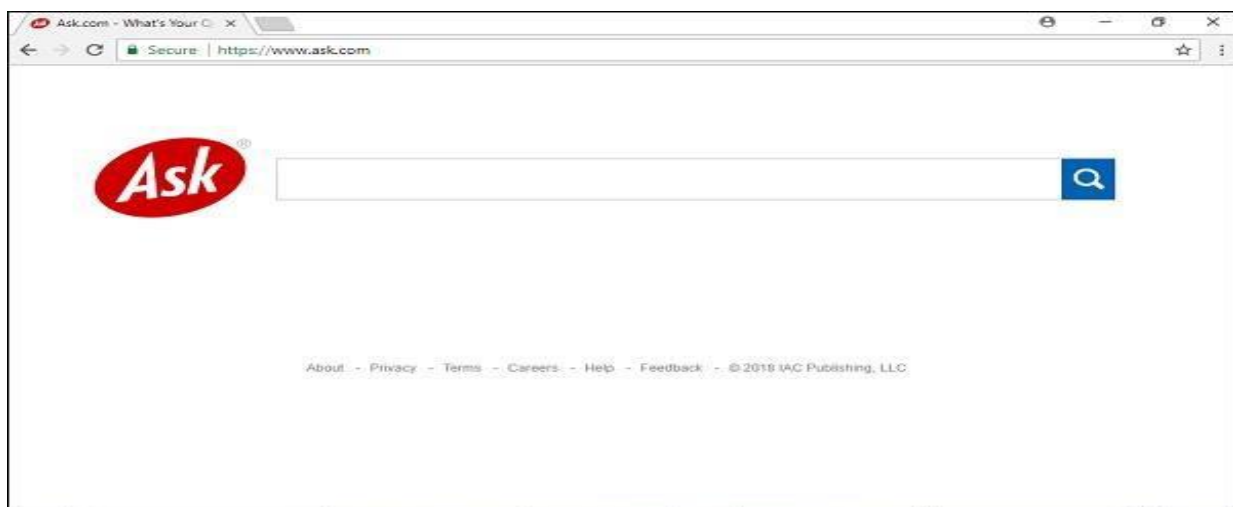 Ask.com - What's Your Q
Secure | https://www.ask.com
Ask®
About - Privacy - Terms - Careers - Help - Feedback - © 2018 IAC Publishing, LLC